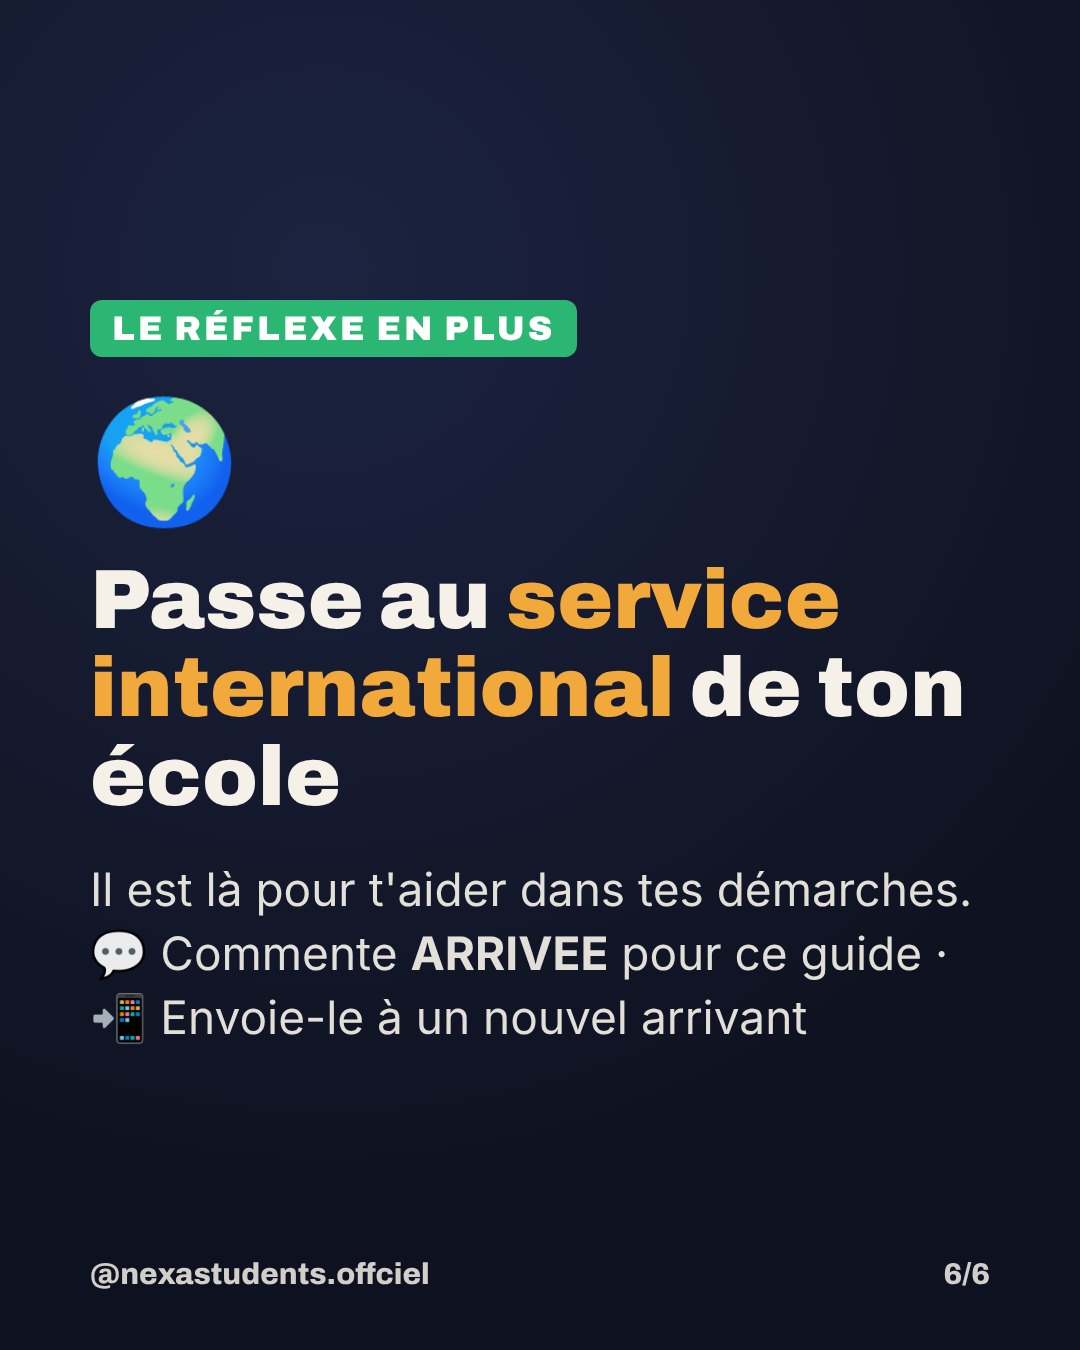 LE RÉFLEXE EN PLUS
Passe au service
international de ton
école
Il est là pour t'aider dans tes démarches.
💬 Commente ARRIVEE pour ce guide ·
📲 Envoie-le à un nouvel arrivant
@nexastudents.offciel
6/6